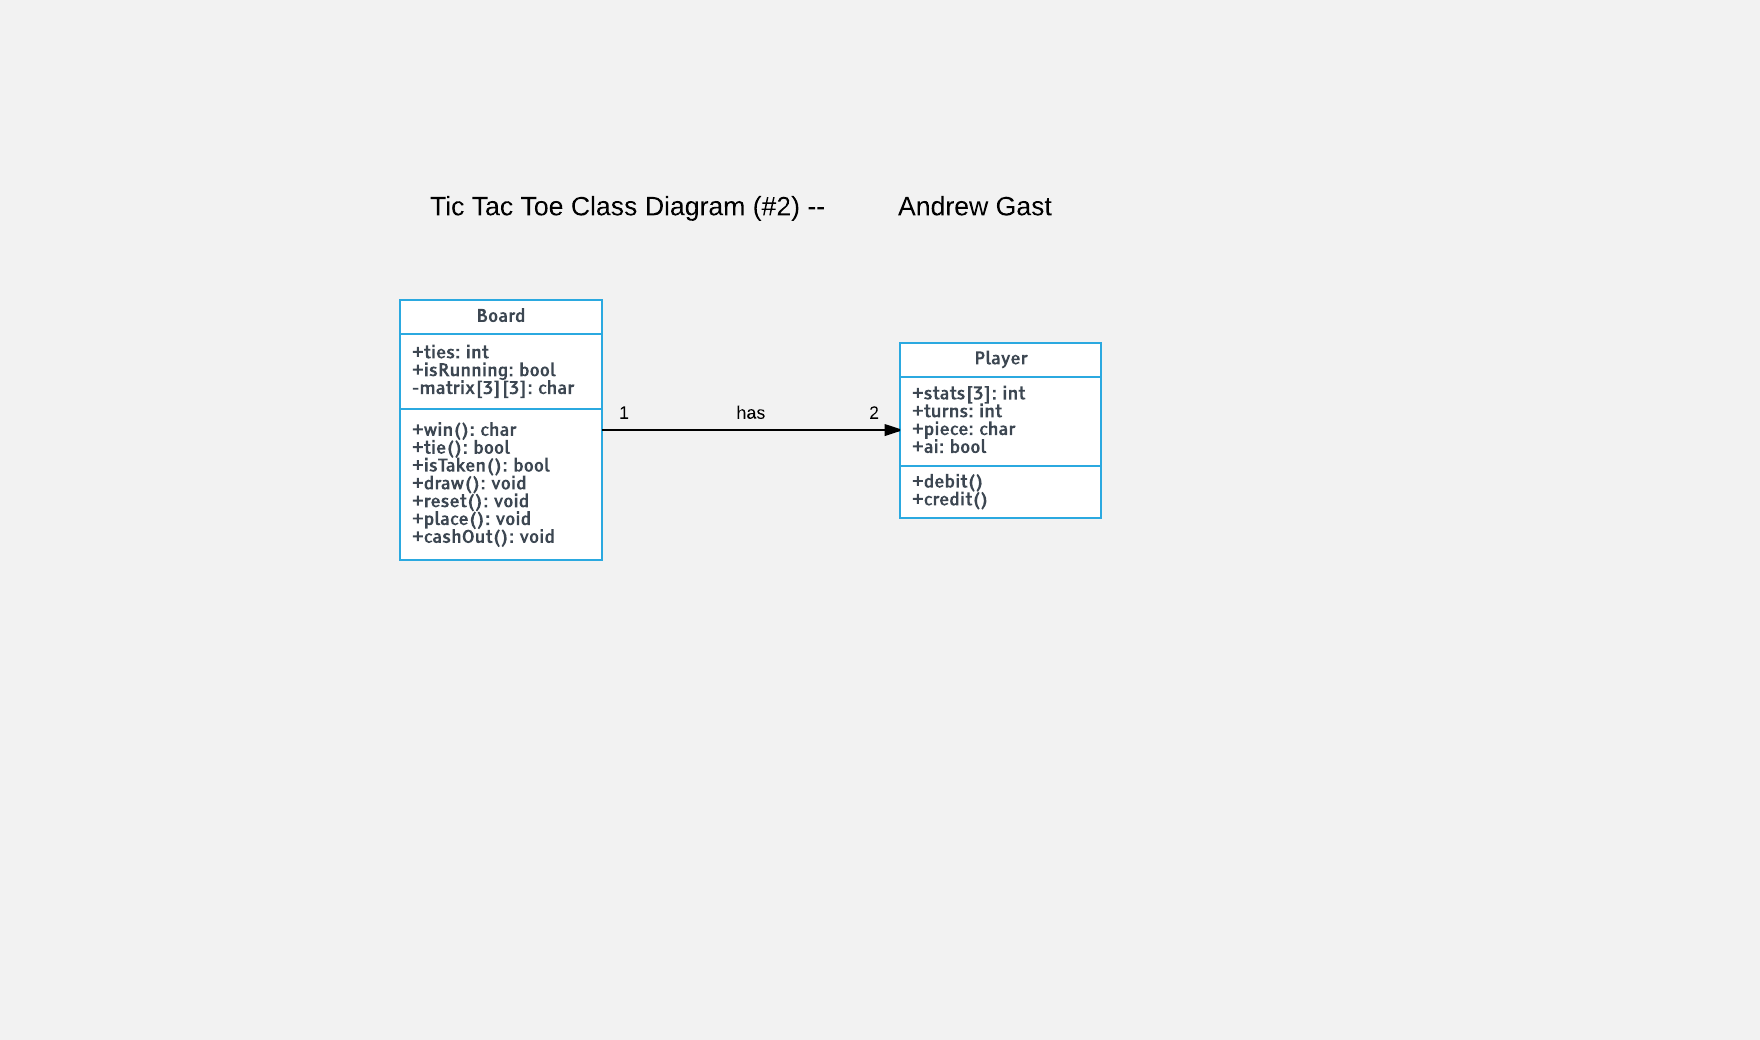 Tic Tac Toe Class Diagram (#2) -- Andrew Gast
Board
+ties: int
+isRunning: bool
-matrix[3][3]: char
+win(): char
+tie(): bool
+isTaken(): bool
+draw(): void
+reset(): void
+place(): void
+cashOut(): void
1 has 2
Player
+stats[3]: int
+turns: int
+piece: char
+ai: bool
+debit()
+credit()